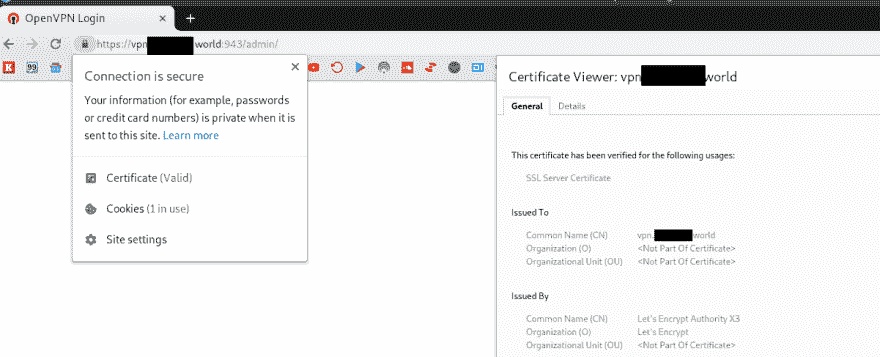 OpenVPN Login
https://vpn world:943/admin/
Connection is secure
Your information (for example, passwords
or credit card numbers) is private when it is
sent to this site. Learn more
Certificate (Valid)
Cookies (1 in use)
Site settings
Certificate Viewer: vpn world
General Details
This certificate has been verified for the following usages:
SSL Server Certificate
Issued To
Common Name (CN) vpn. world
Organization (O) <Not Part Of Certificate>
Organizational Unit (OU) <Not Part Of Certificate>
Issued By
Common Name (CN) Let's Encrypt Authority X3
Organization (O) Let's Encrypt
Organizational Unit (OU) <Not Part Of Certificate>